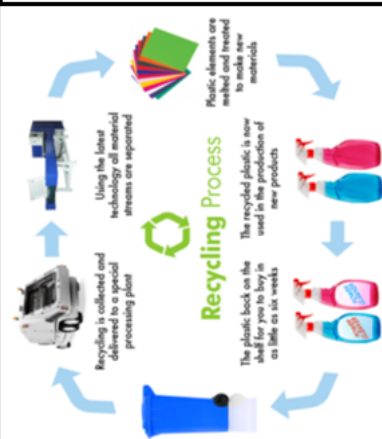 Recycling is collected and
delivered to a special
processing plant
Using the latest
technology all material
streams are separated
Plastic elements are
melted and treated
to make new
materials
Recycling Process
The plastic back on the
shelf for you to buy in
as little as six weeks
The recycled plastic is now
used in the production of
new products